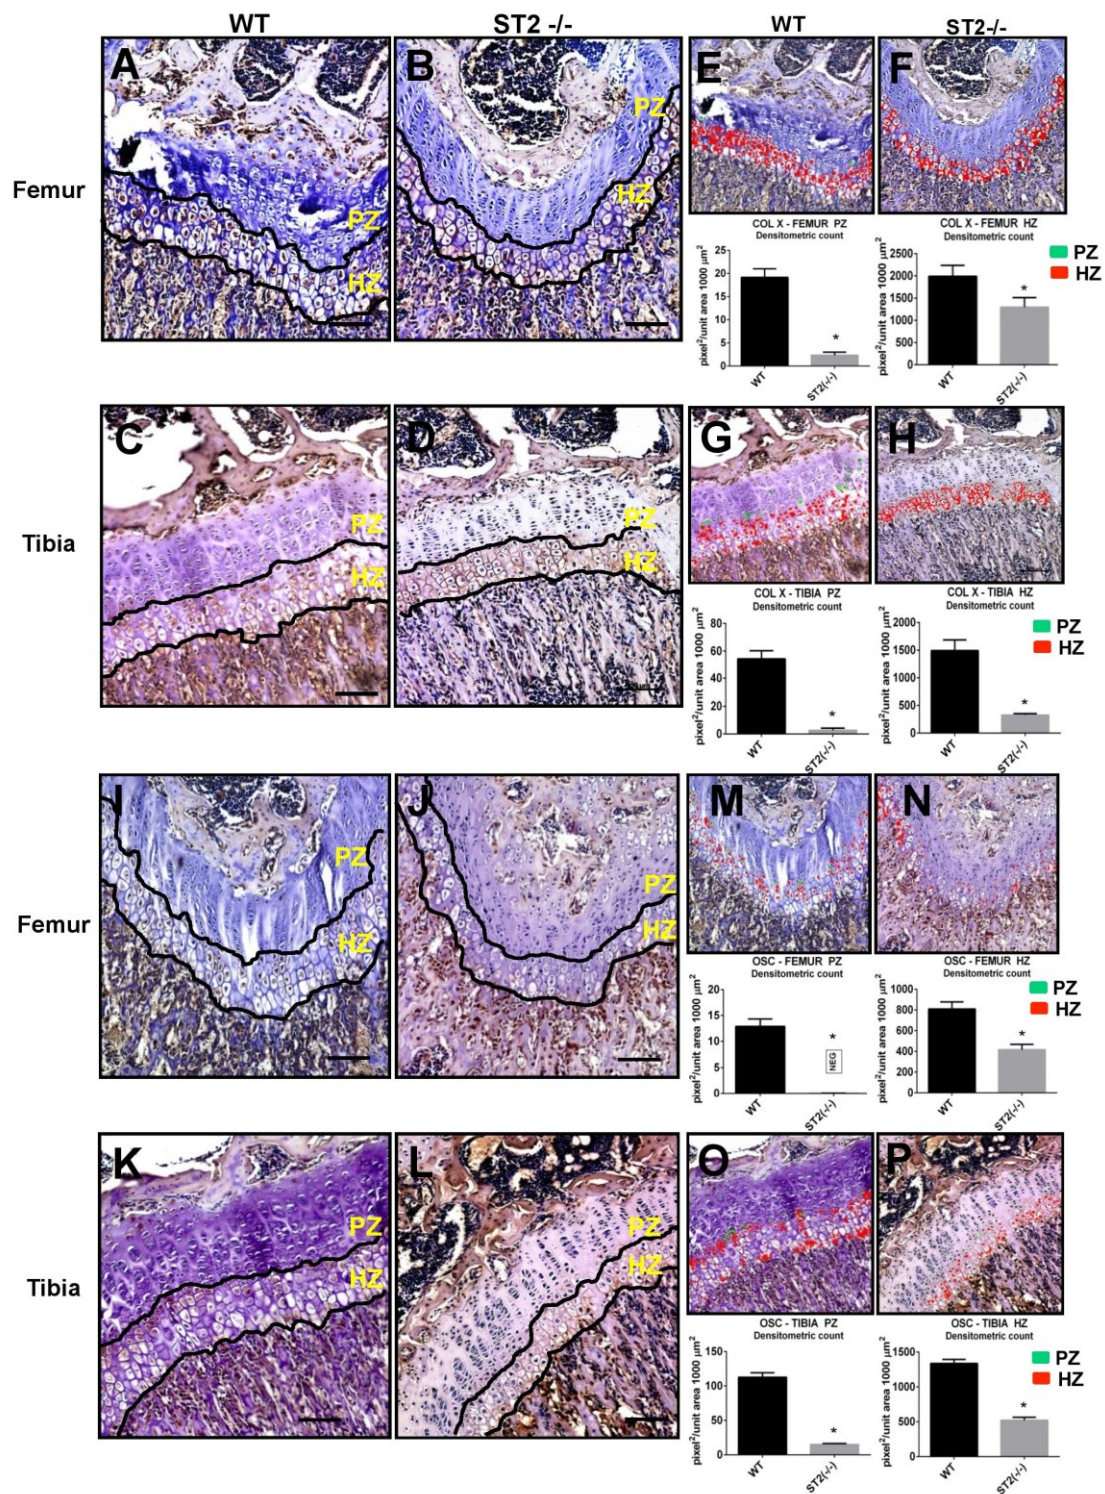 WT ST2 -/- WT ST2-/-
A B E F
PZ
HZ
PZ
HZ
Femur
COL X - FEMUR PZ
Densitometric count
pixel²/unit area 1000 µm²
25
20
15
10
5
0
*
WT ST2(-/-)
COL X - FEMUR HZ
Densitometric count
pixel²/unit area 1000 µm²
2500
2000
1500
1000
500
0
*
WT ST2(-/-)
PZ
HZ
C D G H
PZ
HZ
PZ
HZ
Tibia
COL X - TIBIA PZ
Densitometric count
pixel²/unit area 1000 µm²
80
60
40
20
0
*
WT ST2(-/-)
COL X - TIBIA HZ
Densitometric count
pixel²/unit area 1000 µm²
2000
1500
1000
500
0
*
WT ST2(-/-)
PZ
HZ
I J M N
PZ
HZ
PZ
HZ
Femur
OSC - FEMUR PZ
Densitometric count
pixel²/unit area 1000 µm²
20
15
10
5
0
*
NEG
WT ST2(-/-)
OSC - FEMUR HZ
Densitometric count
pixel²/unit area 1000 µm²
1000
800
600
400
200
0
*
WT ST2(-/-)
PZ
HZ
K L O P
PZ
HZ
PZ
HZ
Tibia
OSC - TIBIA PZ
Densitometric count
pixel²/unit area 1000 µm²
150
100
50
0
*
WT ST2(-/-)
OSC - TIBIA HZ
Densitometric count
pixel²/unit area 1000 µm²
1500
1000
500
0
*
WT ST2(-/-)
PZ
HZ